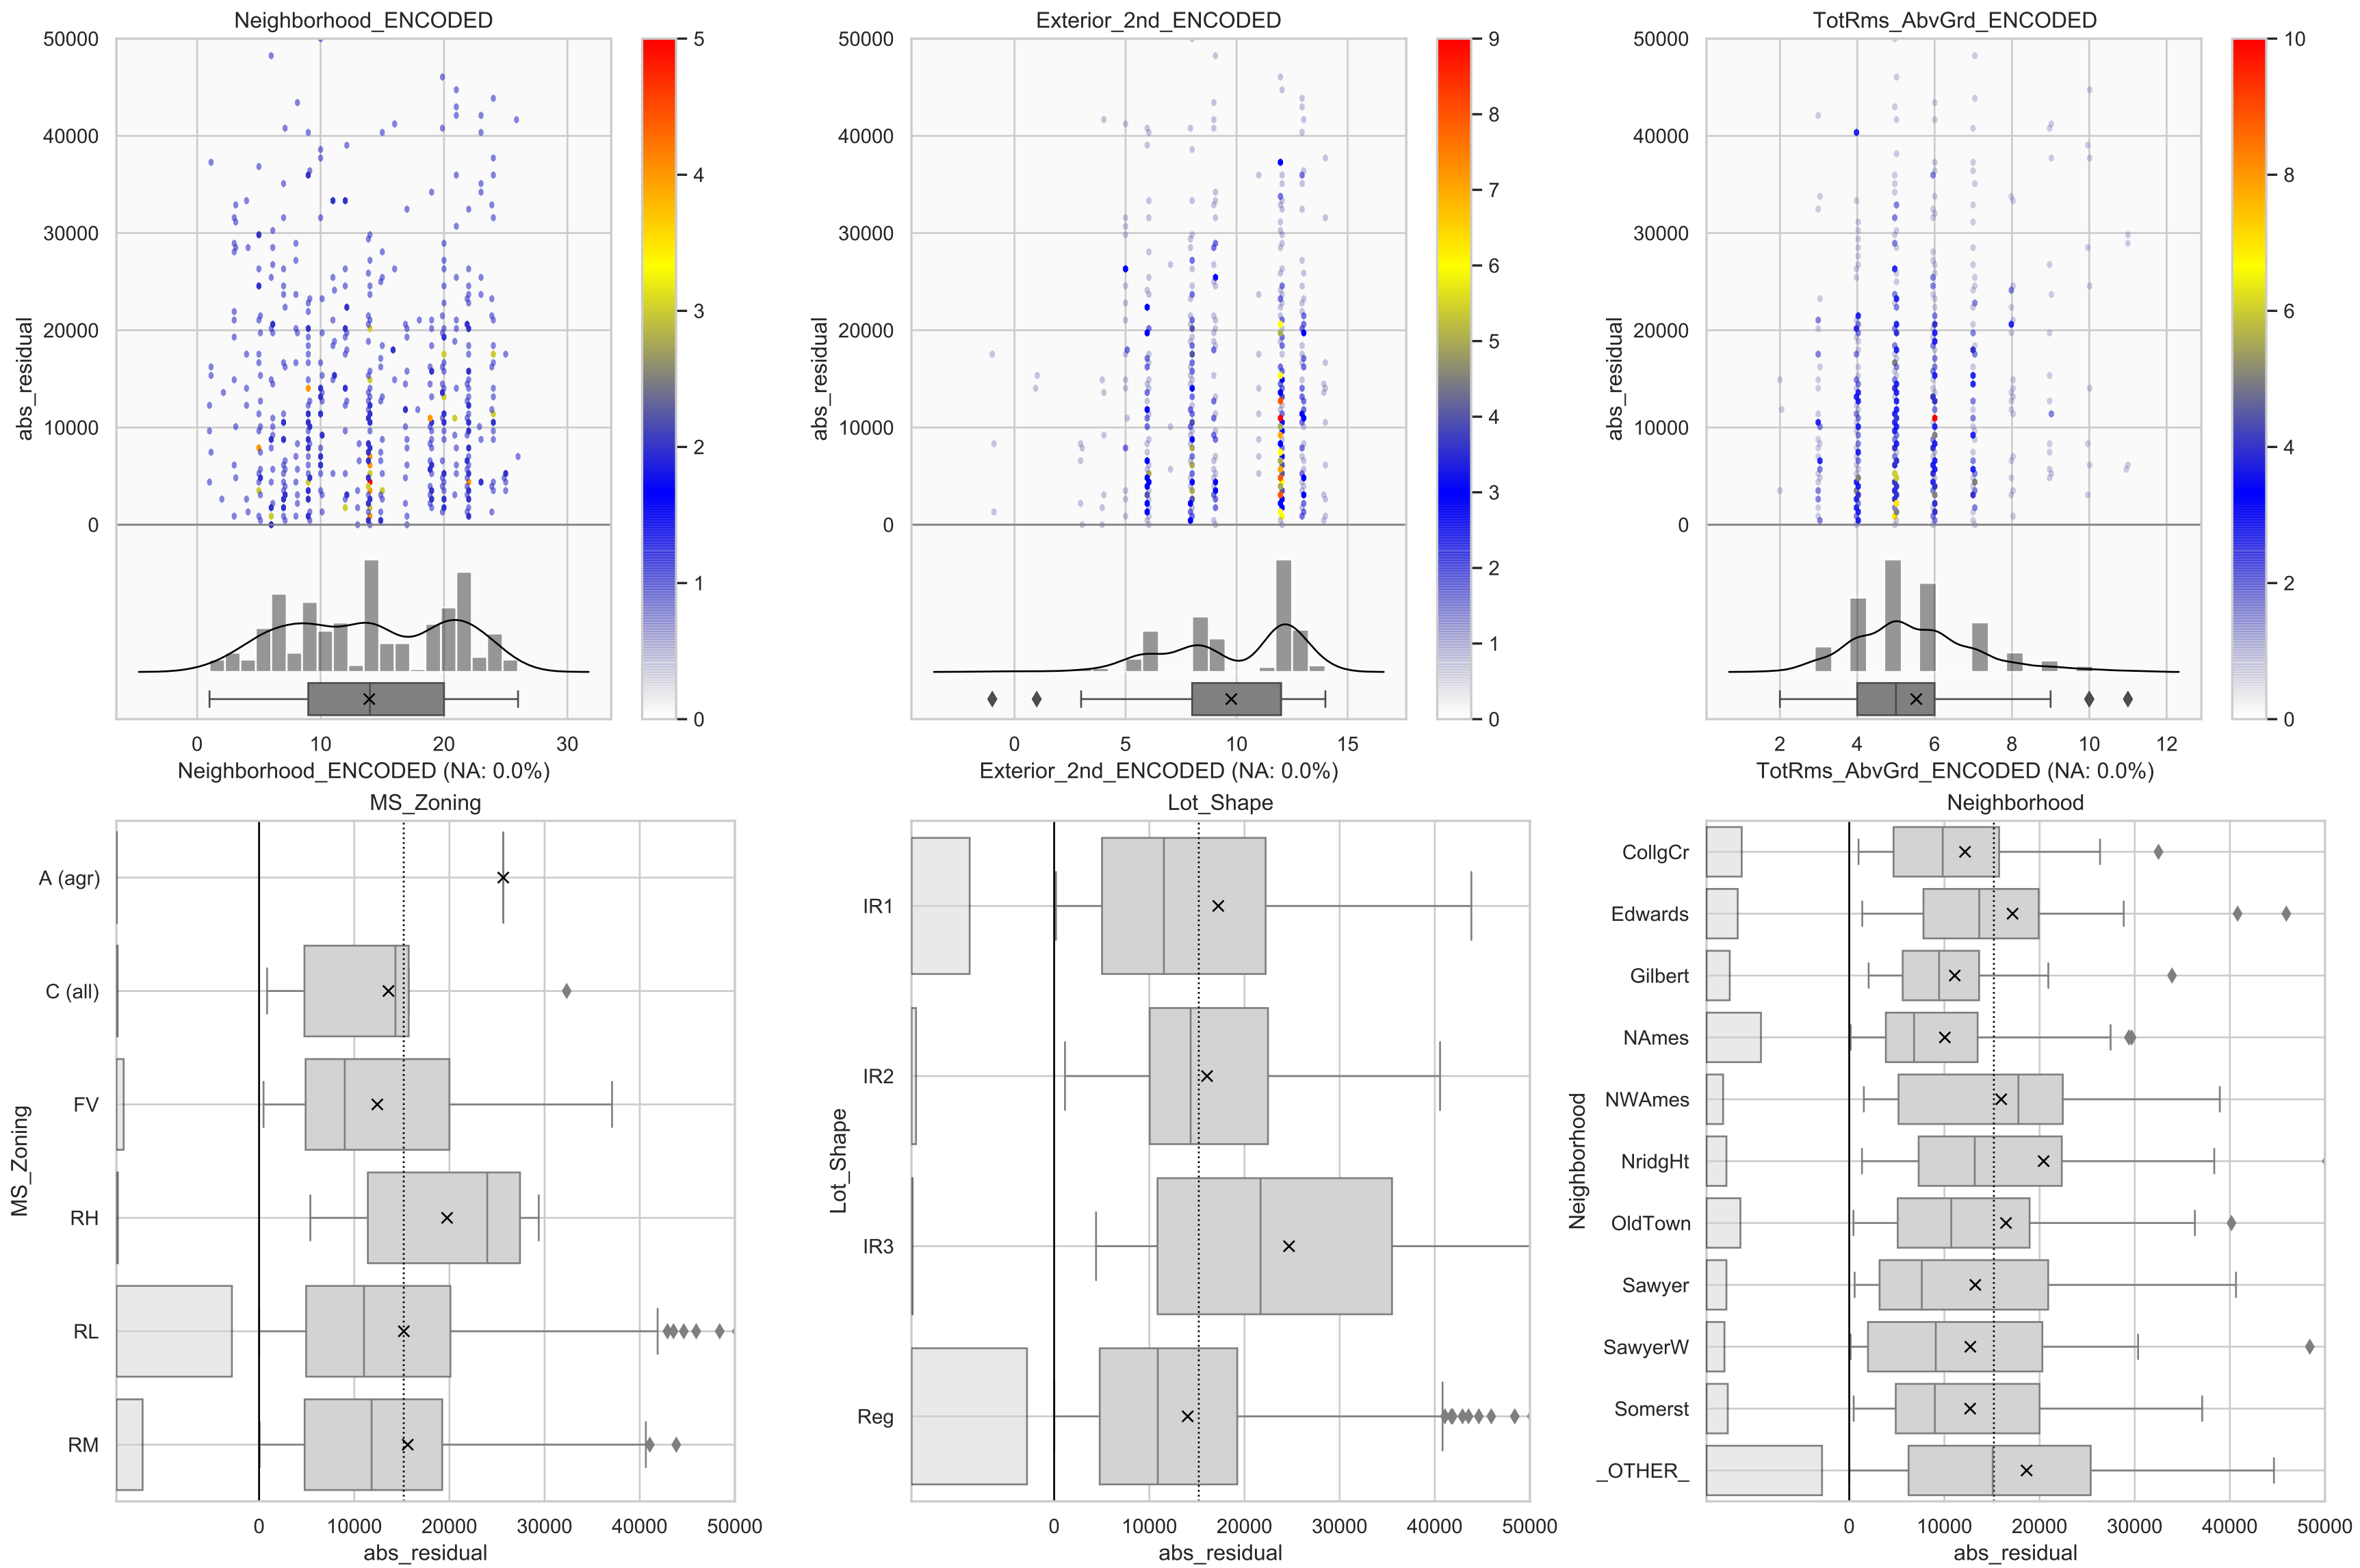 Neighborhood_ENCODED
abs_residual
50000
40000
30000
20000
10000
0
0 10 20 30
Neighborhood_ENCODED (NA: 0.0%)
5
4
3
2
1
0
Exterior_2nd_ENCODED
abs_residual
50000
40000
30000
20000
10000
0
0 5 10 15
Exterior_2nd_ENCODED (NA: 0.0%)
9
8
7
6
5
4
3
2
1
0
TotRms_AbvGrd_ENCODED
abs_residual
50000
40000
30000
20000
10000
0
2 4 6 8 10 12
TotRms_AbvGrd_ENCODED (NA: 0.0%)
10
8
6
4
2
0
MS_Zoning
MS_Zoning
A (agr)
C (all)
FV
RH
RL
RM
0 10000 20000 30000 40000 50000
abs_residual
Lot_Shape
Lot_Shape
IR1
IR2
IR3
Reg
0 10000 20000 30000 40000 50000
abs_residual
Neighborhood
Neighborhood
CollgCr
Edwards
Gilbert
NAmes
NWAmes
NridgHt
OldTown
Sawyer
SawyerW
Somerst
_OTHER_
0 10000 20000 30000 40000 50000
abs_residual